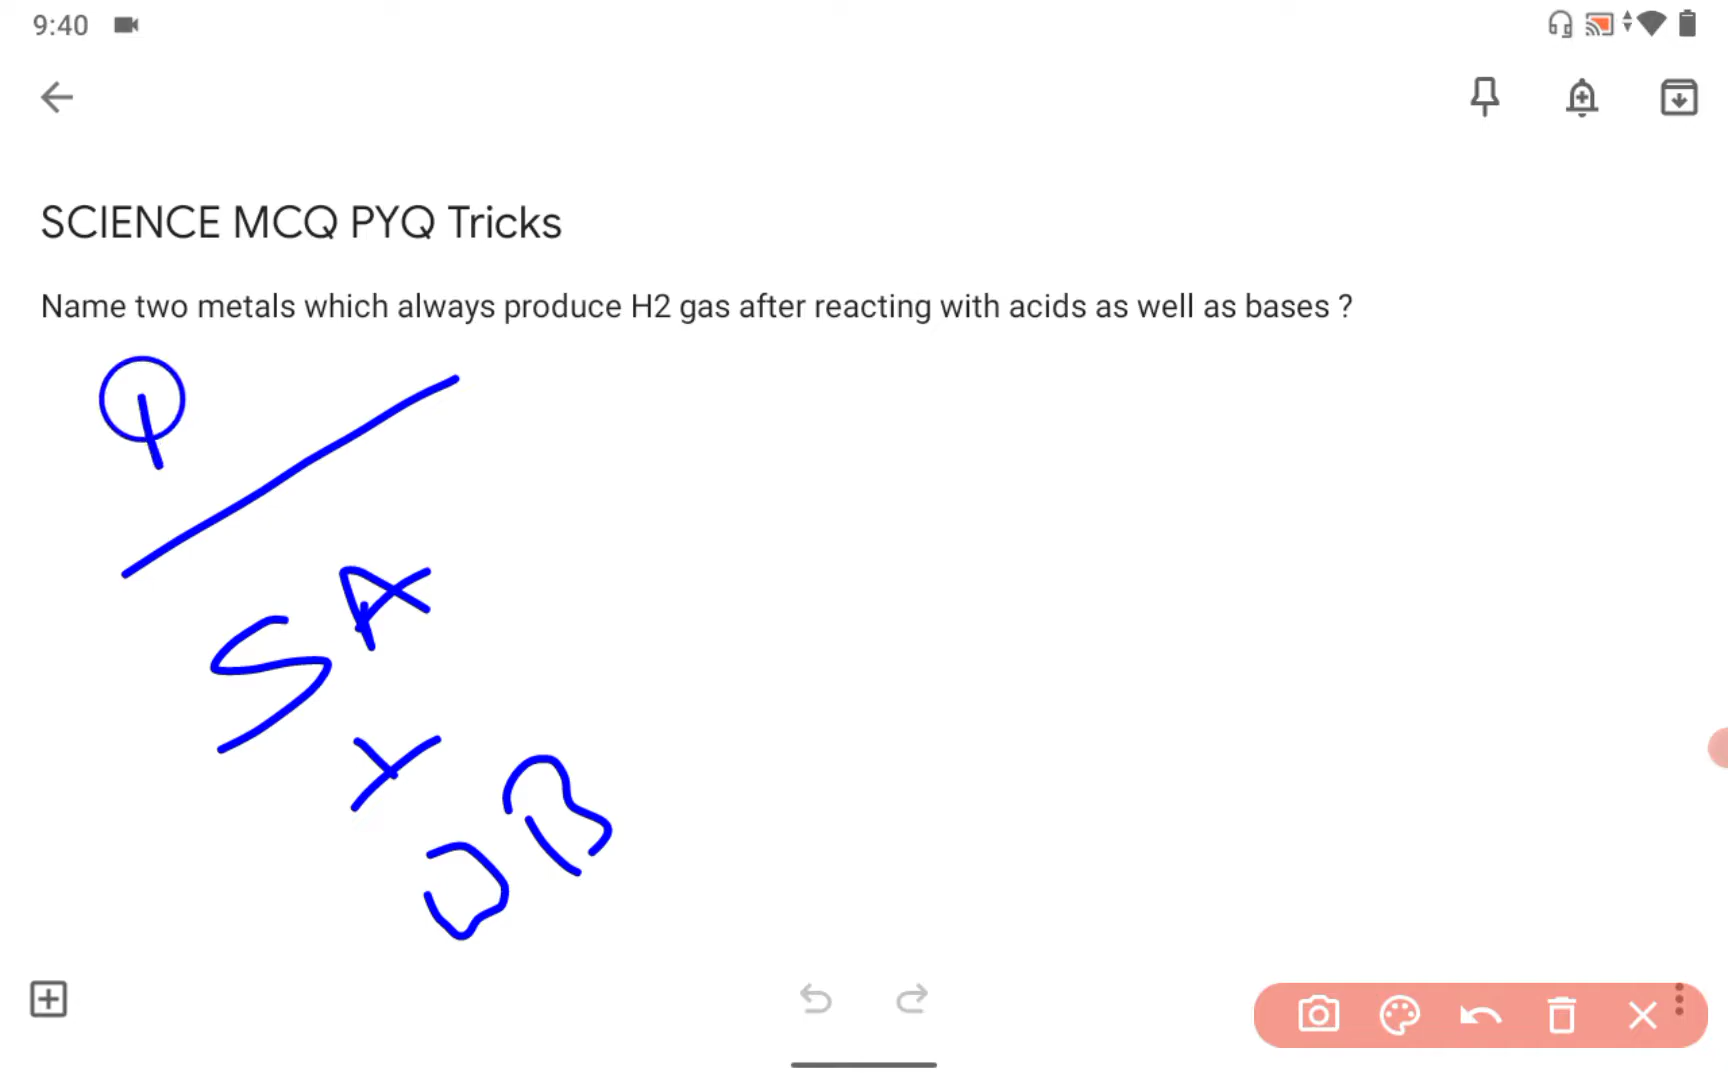 9:40
SCIENCE MCQ PYQ Tricks
Name two metals which always produce H2 gas after reacting with acids as well as bases ?
Q
SA
+
B